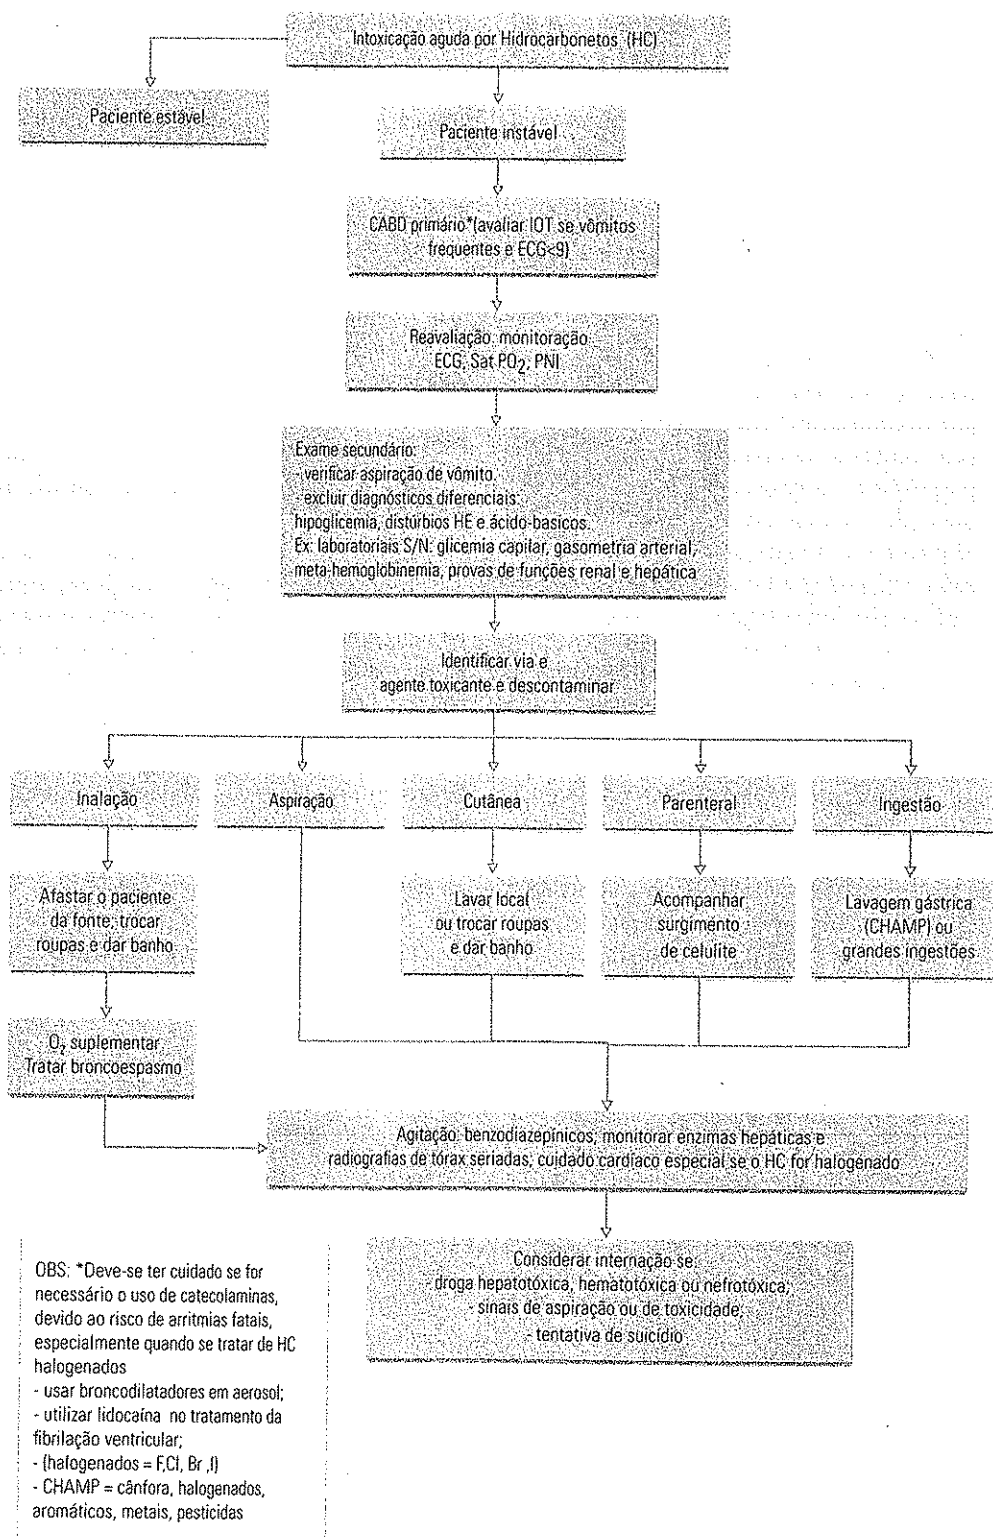 Intoxicação aguda por Hidrocarbonetos (HC)
Paciente estável
Paciente instável
CABD primário*(avaliar IOT se vômitos
frequentes e ECG<9)
Reavaliação: monitoração
ECG, Sat PO2, PNI
Exame secundário:
- verificar aspiração de vômito.
- excluir diagnósticos diferenciais:
hipoglicemia, distúrbios HE e ácido-basicos.
Ex: laboratoriais S/N: glicemia capilar, gasometria arterial,
meta-hemoglobinemia, provas de funções renal e hepática
Identificar via e
agente toxicante e descontaminar
Inalação
Aspiração
Cutânea
Parenteral
Ingestão
Afastar o paciente
da fonte, trocar
roupas e dar banho
Lavar local
ou trocar roupas
e dar banho
Acompanhar
surgimento
de celulite
Lavagem gástrica
(CHAMP) ou
grandes ingestões
O2 suplementar
Tratar broncoespasmo
Agitação: benzodiazepínicos; monitorar enzimas hepáticas e
radiografias de tórax seriadas, cuidado cardíaco especial se o HC for halogenado
Considerar internação se:
- droga hepatotóxica, hematotóxica ou nefrotóxica;
- sinais de aspiração ou de toxicidade;
- tentativa de suicídio
OBS: *Deve-se ter cuidado se for
necessário o uso de catecolaminas,
devido ao risco de arritmias fatais,
especialmente quando se tratar de HC
halogenados
- usar broncodilatadores em aerosol;
- utilizar lidocaína no tratamento da
fibrilação ventricular;
- (halogenados = F,Cl, Br ,I)
- CHAMP = cânfora, halogenados,
aromáticos, metais, pesticidas